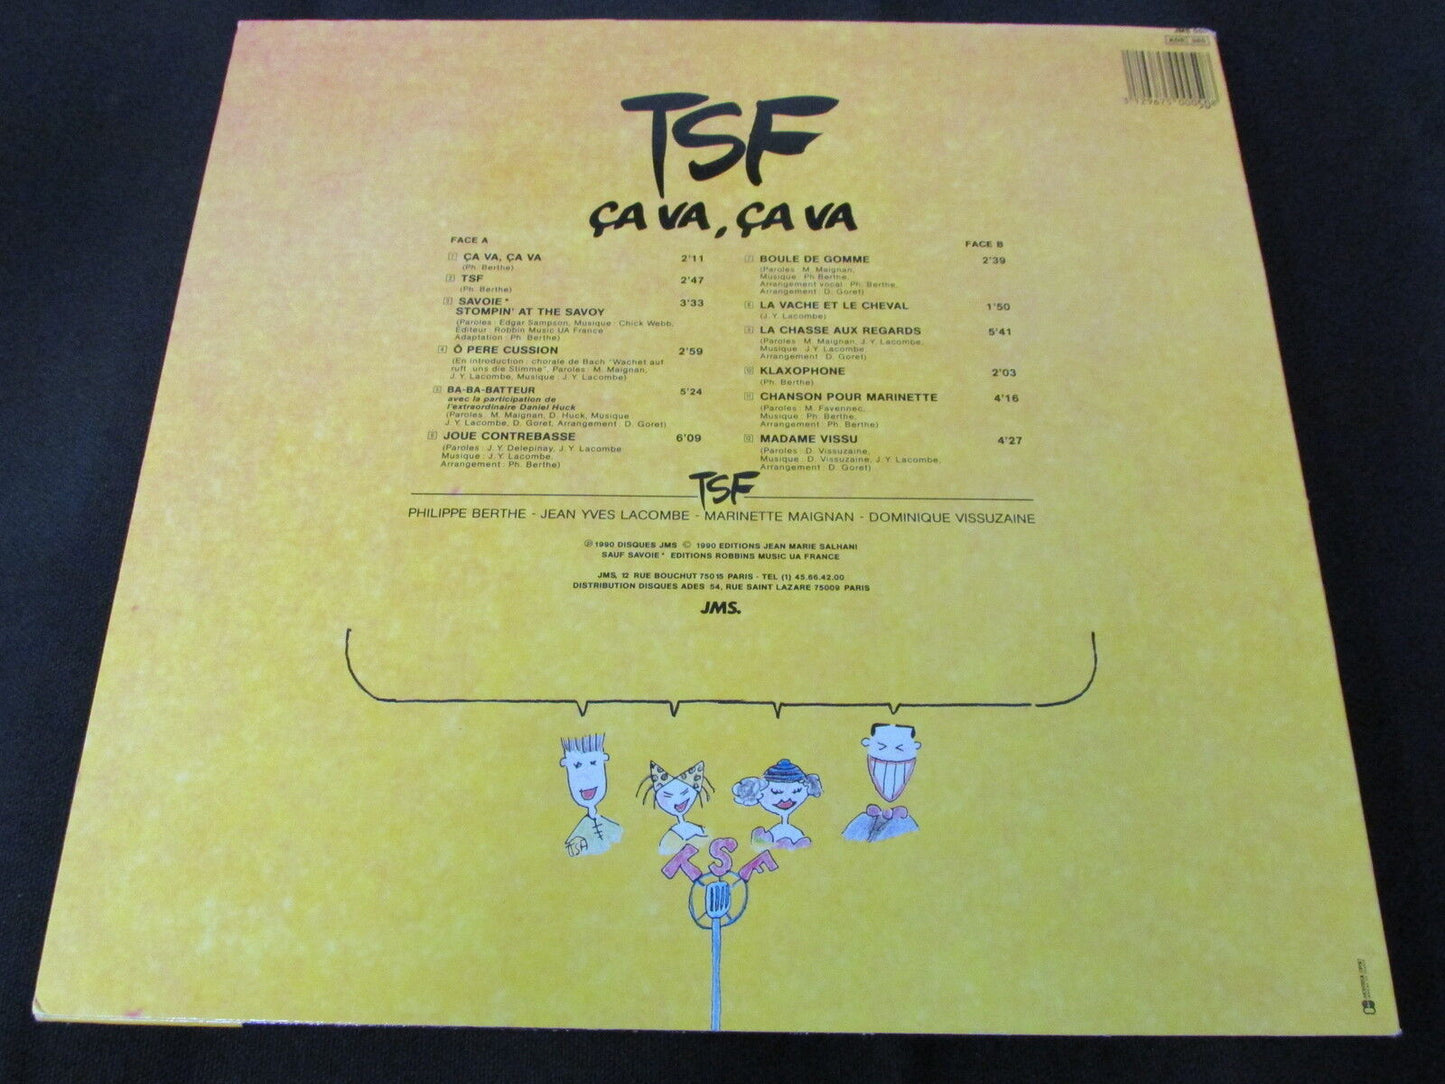 TSF
ÇA VA, ÇA VA
FACE A
1 ÇA VA, ÇA VA 2'11
(Ph. Berthe)
2 TSF 2'47
(Ph. Berthe)
3 SAVOIE* 3'33
STOMPIN' AT THE SAVOY
(Paroles : Edgar Sampson, Musique : Chick Webb,
Editeur : Robbin Music UA France
Adaptation : Ph. Berthe)
4 Ô PERE CUSSION 2'59
(En introduction : chorale de Bach "Wachet auf
ruft uns die Stimme", Paroles : M. Maignan,
J.Y. Lacombe, Musique : J.Y. Lacombe)
5 BA-BA-BATTEUR 5'24
avec la participation de
l'extraordinaire Daniel Huck
(Paroles : M. Maignan, D. Huck, Musique
J.Y. Lacombe, D. Goret, Arrangement : D. Goret)
6 JOUE CONTREBASSE 6'09
(Paroles : J.Y. Delepinay, J.Y. Lacombe
Musique : J.Y. Lacombe,
Arrangement : Ph. Berthe)
FACE B
7 BOULE DE GOMME 2'39
(Paroles : M. Maignan,
Musique : Ph Berthe,
Arrangement vocal : Ph. Berthe,
Arrangement : D. Goret)
8 LA VACHE ET LE CHEVAL 1'50
(J.Y. Lacombe)
9 LA CHASSE AUX REGARDS 5'41
(Paroles : M. Maignan, J.Y. Lacombe,
Musique : J.Y. Lacombe
Arrangement : D. Goret)
10 KLAXOPHONE 2'03
(Ph. Berthe)
11 CHANSON POUR MARINETTE 4'16
(Paroles : M. Favennec,
Musique : Ph. Berthe,
Arrangement : Ph. Berthe)
12 MADAME VISSU 4'27
(Paroles : D. Vissuzaine,
Musique : D. Vissuzaine, J.Y. Lacombe,
Arrangement : D. Goret)
TSF
PHILIPPE BERTHE - JEAN YVES LACOMBE - MARINETTE MAIGNAN - DOMINIQUE VISSUZAINE
℗ 1990 DISQUES JMS © 1990 EDITIONS JEAN MARIE SALHANI
SAUF SAVOIE* EDITIONS ROBBINS MUSIC UA FRANCE
JMS, 12 RUE BOUCHUT 75015 PARIS - TEL (1) 45.66.42.00
DISTRIBUTION DISQUES ADES 54, RUE SAINT LAZARE 75009 PARIS
JMS.
TSA
TSF